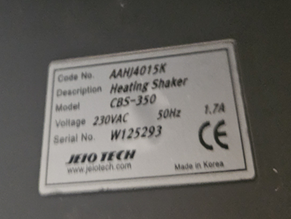 Code No. AAHJ4015K
Description Heating Shaker
Model CBS-350
Voltage 230VAC 50Hz 1.7A
Serial No. W125293
CE
JEIO TECH
www.jeiotech.com
Made in Korea